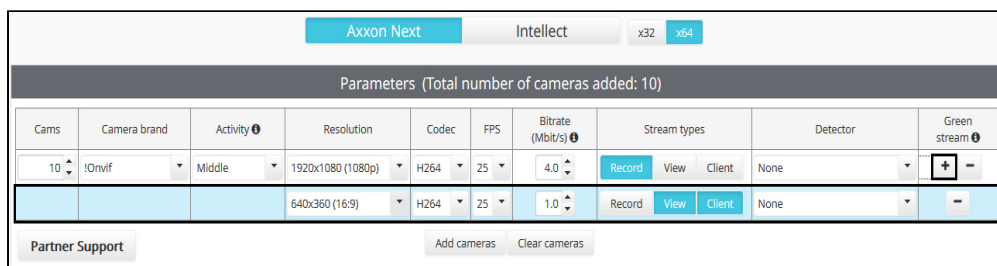 Axxon Next Intellect x32 x64
Parameters (Total number of cameras added: 10)
Cams Camera brand Activity Resolution Codec FPS Bitrate (Mbit/s) Stream types Detector Green stream
10 !Onvif Middle 1920x1080 (1080p) H264 25 4.0 Record View Client None + −
640x360 (16:9) H264 25 1.0 Record View Client None −
Partner Support Add cameras Clear cameras